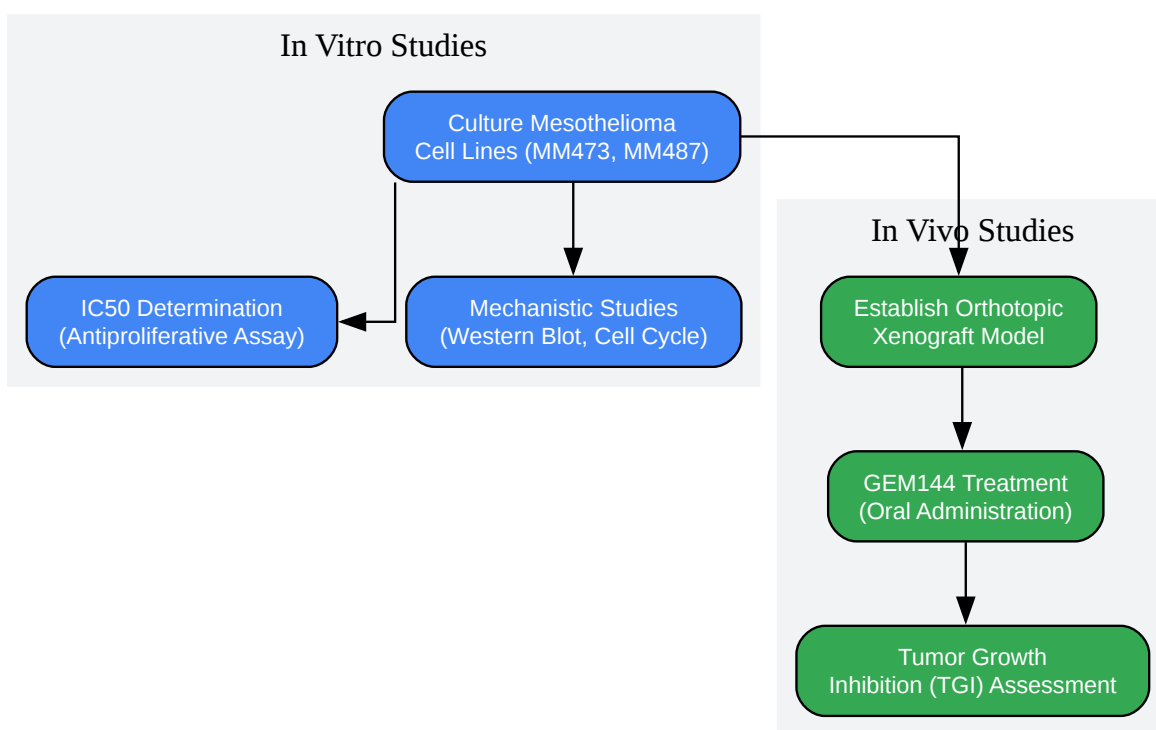 In Vitro Studies
Culture Mesothelioma
Cell Lines (MM473, MM487)
IC50 Determination
(Antiproliferative Assay)
Mechanistic Studies
(Western Blot, Cell Cycle)
In Vivo Studies
Establish Orthotopic
Xenograft Model
GEM144 Treatment
(Oral Administration)
Tumor Growth
Inhibition (TGI) Assessment